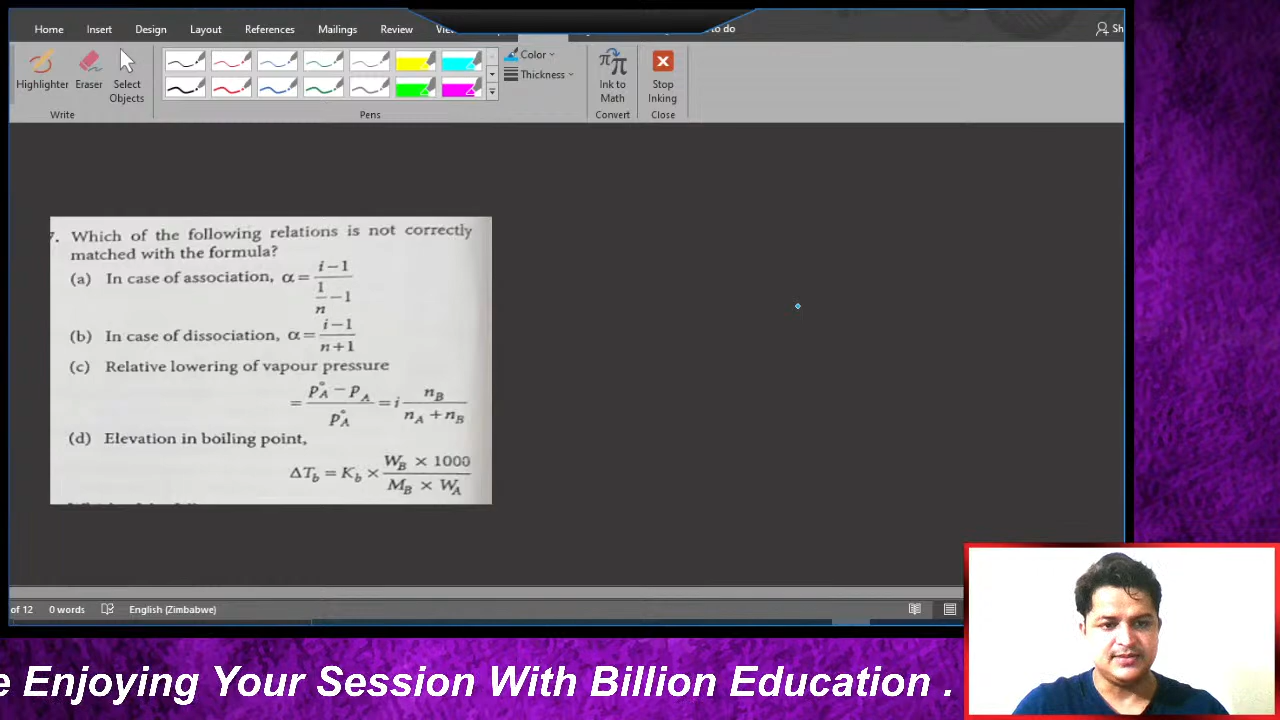 Home Insert Design Layout References Mailings Review to do
Highlighter Eraser Select Objects
Color
Thickness
Ink to Math
Stop Inking
Write Pens Convert Close
7. Which of the following relations is not correctly
matched with the formula?
(a) In case of association, α = (i−1)/(1/n −1)
(b) In case of dissociation, α = (i−1)/(n+1)
(c) Relative lowering of vapour pressure
= (p°A − pA)/p°A = i nB/(nA + nB)
(d) Elevation in boiling point,
ΔTb = Kb × (WB × 1000)/(MB × WA)
of 12 0 words English (Zimbabwe)
e Enjoying Your Session With Billion Education .